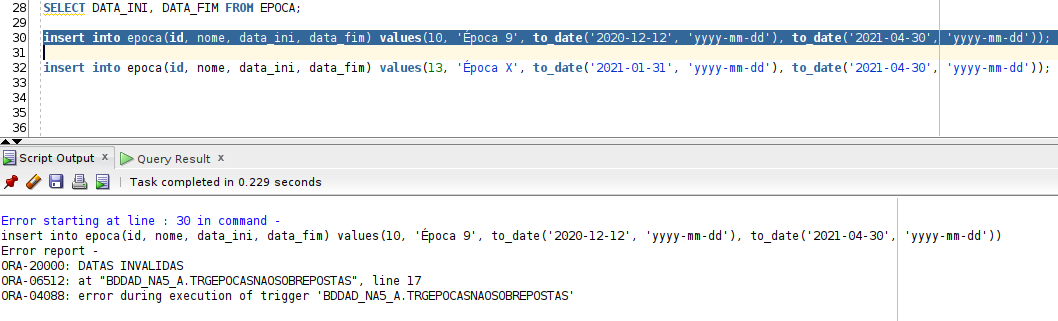 28 SELECT DATA_INI, DATA_FIM FROM EPOCA;
29
30 insert into epoca(id, nome, data_ini, data_fim) values(10, 'Época 9', to_date('2020-12-12', 'yyyy-mm-dd'), to_date('2021-04-30', 'yyyy-mm-dd'));
31
32 insert into epoca(id, nome, data_ini, data_fim) values(13, 'Época X', to_date('2021-01-31', 'yyyy-mm-dd'), to_date('2021-04-30', 'yyyy-mm-dd'));
33
34
35
36
Script Output x Query Result x
Task completed in 0.229 seconds
Error starting at line : 30 in command -
insert into epoca(id, nome, data_ini, data_fim) values(10, 'Época 9', to_date('2020-12-12', 'yyyy-mm-dd'), to_date('2021-04-30', 'yyyy-mm-dd'))
Error report -
ORA-20000: DATAS INVALIDAS
ORA-06512: at "BDDAD_NA5_A.TRGEPOCASNAOSOBREPOSTAS", line 17
ORA-04088: error during execution of trigger 'BDDAD_NA5_A.TRGEPOCASNAOSOBREPOSTAS'